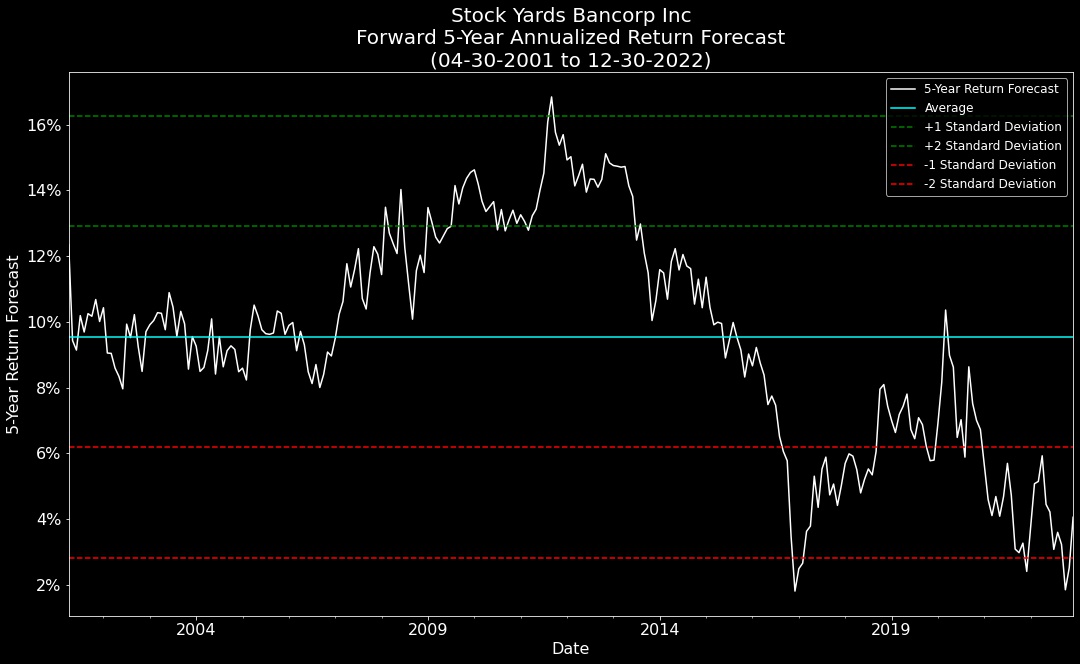 Stock Yards Bancorp Inc
Forward 5-Year Annualized Return Forecast
(04-30-2001 to 12-30-2022)
5-Year Return Forecast
Average
+1 Standard Deviation
+2 Standard Deviation
-1 Standard Deviation
-2 Standard Deviation
5-Year Return Forecast
16%
14%
12%
10%
8%
6%
4%
2%
2004
2009
2014
2019
Date